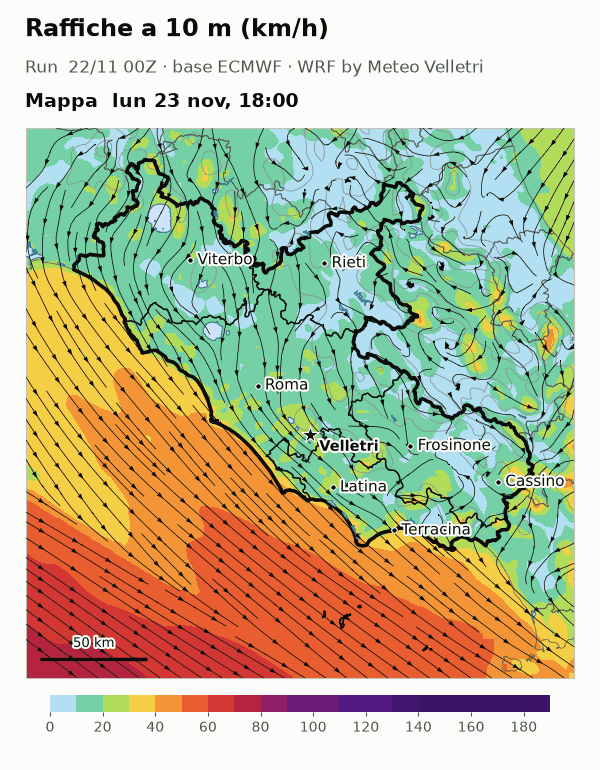 Raffiche a 10 m (km/h)
Run  22/11 00Z · base ECMWF · WRF by Meteo Velletri
Mappa  lun 23 nov, 18:00
Viterbo
Rieti
Roma
Velletri
Frosinone
Latina
Cassino
Terracina
50 km
0 20 40 60 80 100 120 140 160 180